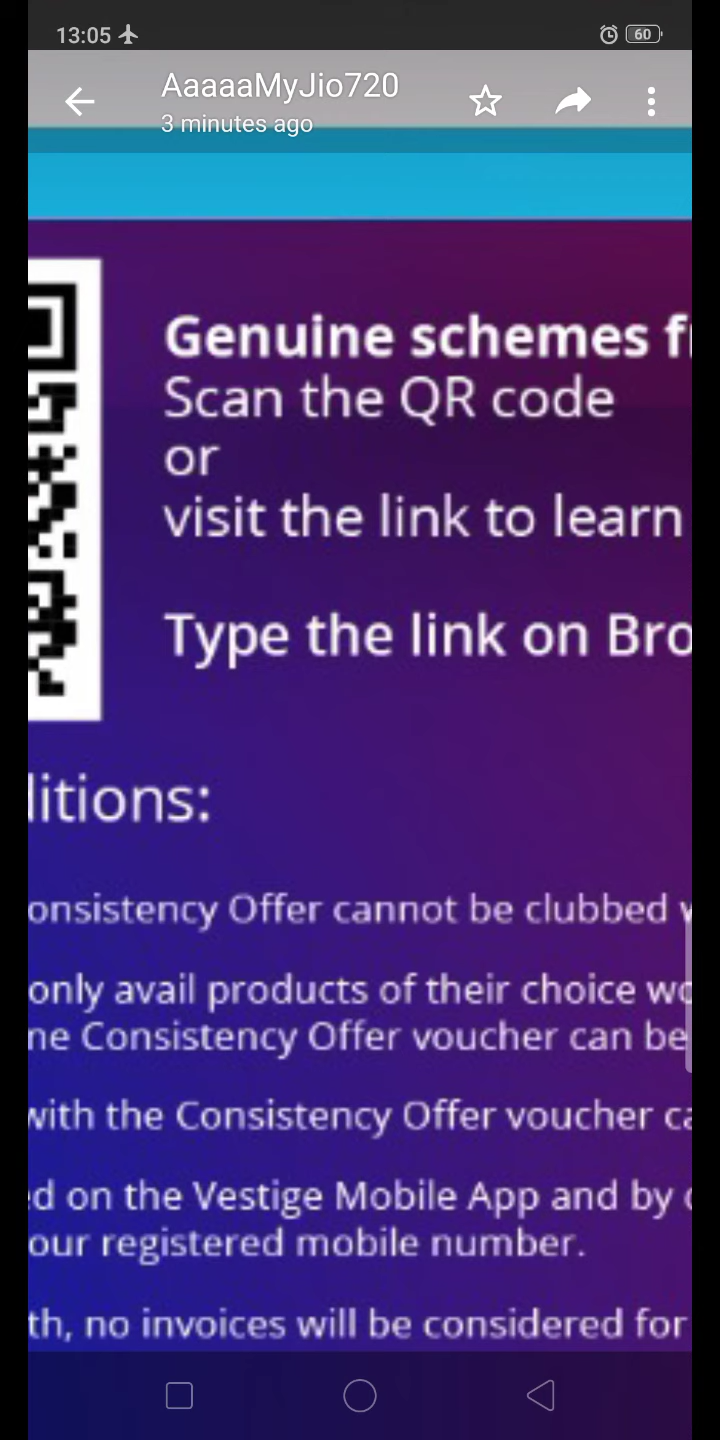 13:05
60
AaaaaMyJio720
3 minutes ago
Genuine schemes
Scan the QR code
or
visit the link to learn
Type the link on
ditions:
onsistency Offer cannot be clubbed
only avail products of their choice
ne Consistency Offer voucher can be
with the Consistency Offer voucher
d on the Vestige Mobile App and by
our registered mobile number.
th, no invoices will be considered for